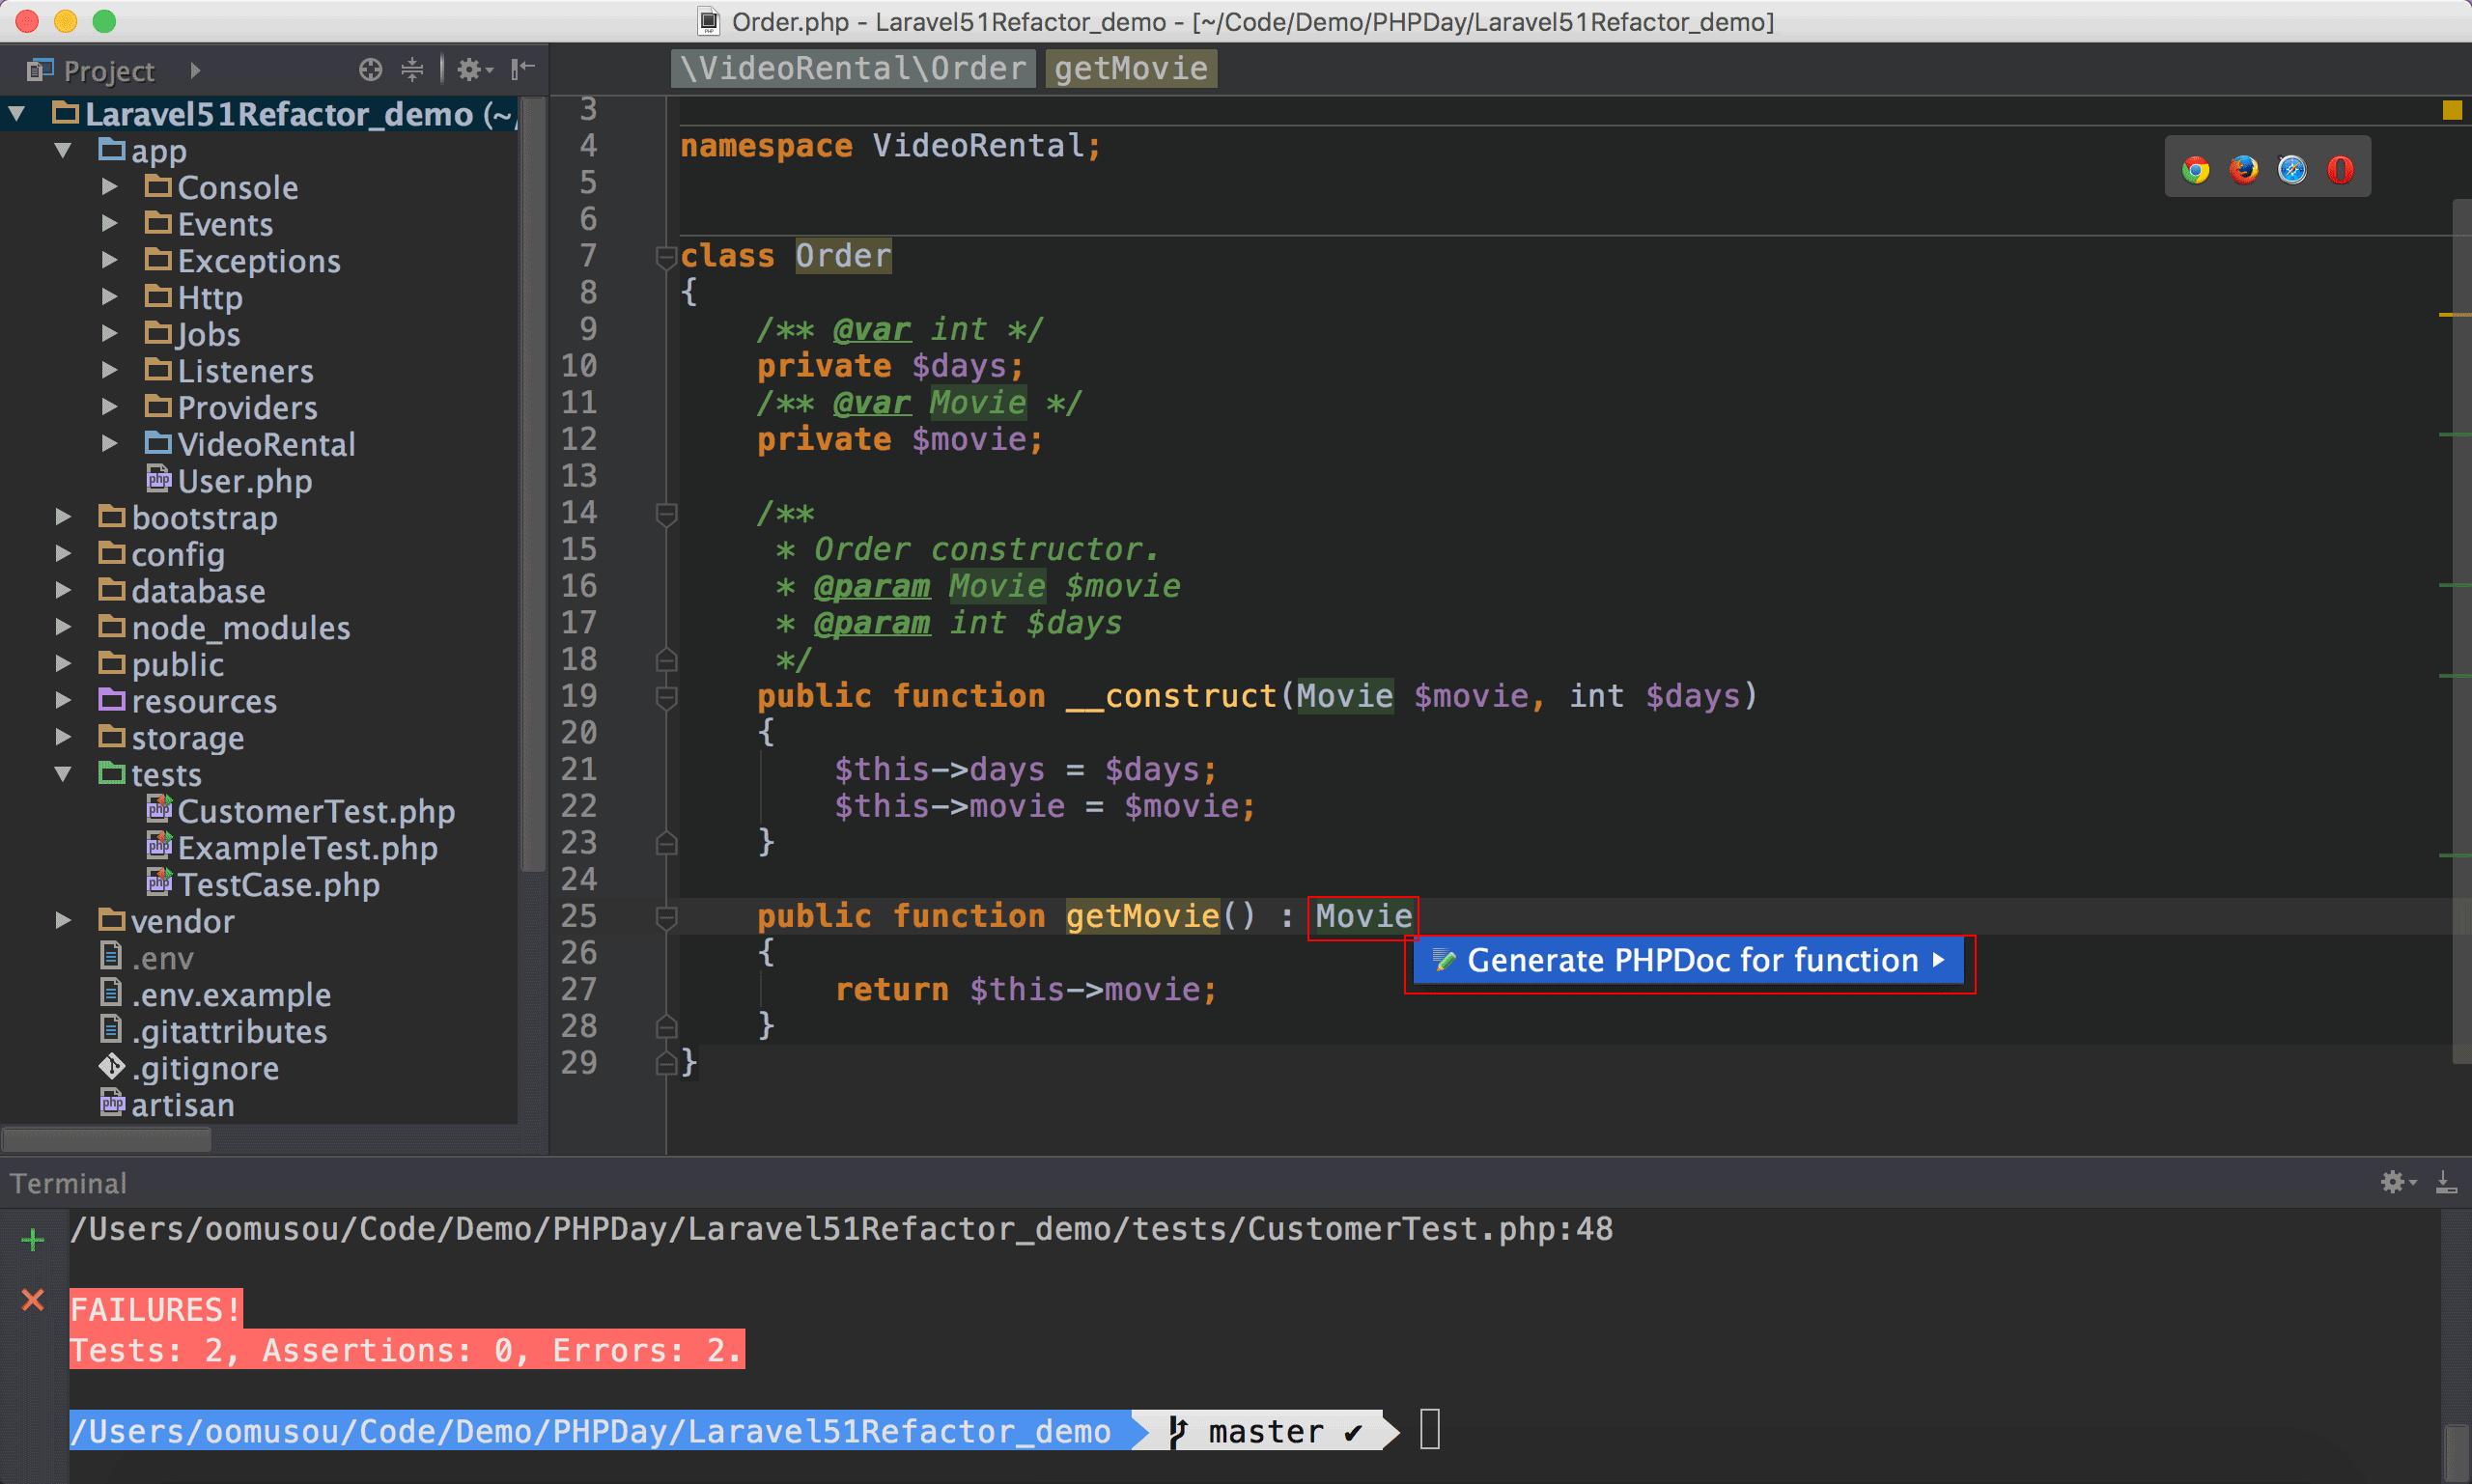 Order.php - Laravel51Refactor_demo - [~/Code/Demo/PHPDay/Laravel51Refactor_demo]
Project
\VideoRental\Order getMovie
Laravel51Refactor_demo (~/
app
Console
Events
Exceptions
Http
Jobs
Listeners
Providers
VideoRental
User.php
bootstrap
config
database
node_modules
public
resources
storage
tests
CustomerTest.php
ExampleTest.php
TestCase.php
vendor
.env
.env.example
.gitattributes
.gitignore
artisan
3
4 namespace VideoRental;
5
6
7 class Order
8 {
9 /** @var int */
10 private $days;
11 /** @var Movie */
12 private $movie;
13
14 /**
15 * Order constructor.
16 * @param Movie $movie
17 * @param int $days
18 */
19 public function __construct(Movie $movie, int $days)
20 {
21 $this->days = $days;
22 $this->movie = $movie;
23 }
24
25 public function getMovie() : Movie
26 {
Generate PHPDoc for function
27 return $this->movie;
28 }
29 }
Terminal
/Users/oomusou/Code/Demo/PHPDay/Laravel51Refactor_demo/tests/CustomerTest.php:48
FAILURES!
Tests: 2, Assertions: 0, Errors: 2.
/Users/oomusou/Code/Demo/PHPDay/Laravel51Refactor_demo master ✔